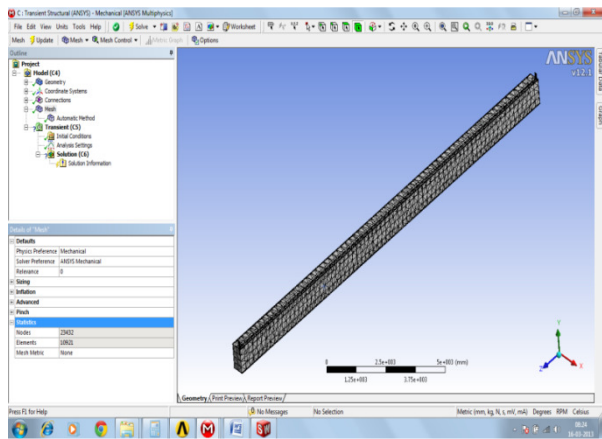 C : Transient Structural (ANSYS) - Mechanical [ANSYS Multiphysics]
File Edit View Units Tools Help Solve Worksheet
Mesh Update Mesh Mesh Control Metric Graph Options
Outline
Project
Model (C4)
Geometry
Coordinate Systems
Connections
Mesh
Automatic Method
Transient (C5)
Initial Conditions
Analysis Settings
Solution (C6)
Solution Information
ANSYS
v12.1
Graph
Details of "Mesh"
Defaults
Physics Preference Mechanical
Solver Preference ANSYS Mechanical
Relevance 0
Sizing
Inflation
Advanced
Pinch
Statistics
Nodes 23432
Elements 10921
Mesh Metric None
0 2.5e+003 5e+003 (mm)
1.25e+003 3.75e+003
Y
X
Z
Geometry Print Preview Report Preview
Press F1 for Help No Messages No Selection Metric (mm, kg, N, s, mV, mA) Degrees RPM Celsius